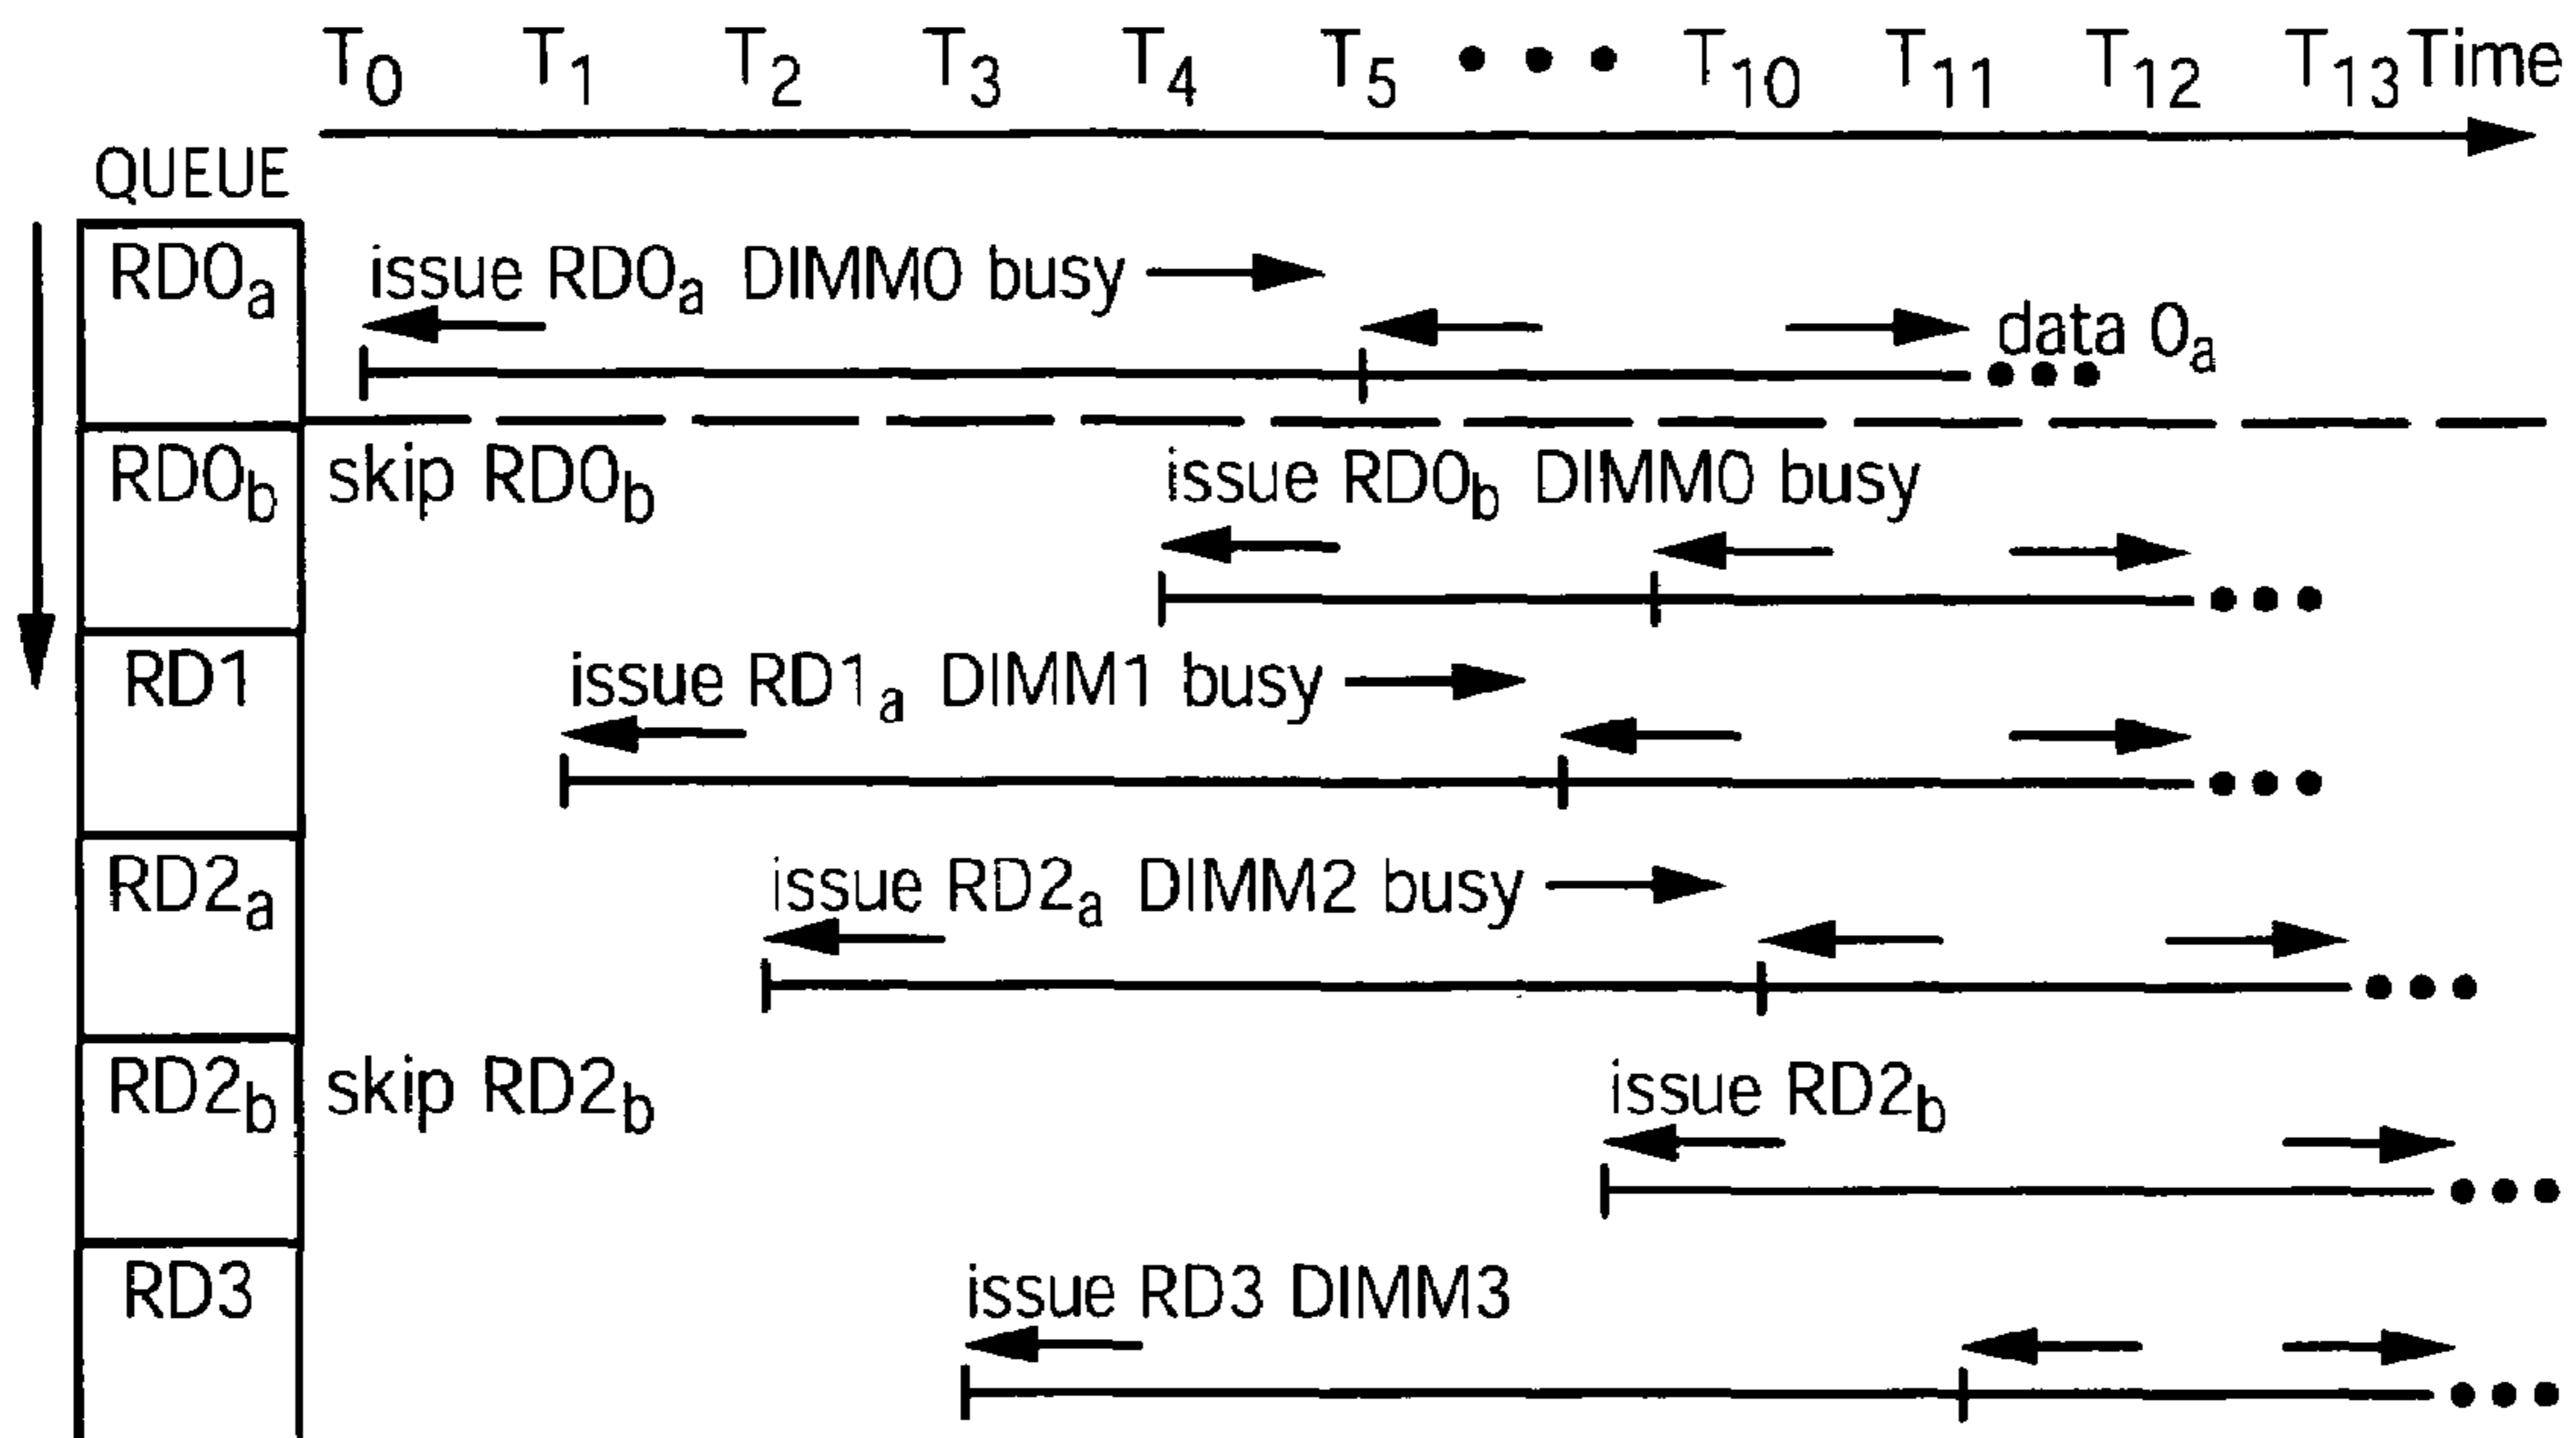 T0 T1 T2 T3 T4 T5 ••• T10 T11 T12 T13 Time
QUEUE
RD0a issue RD0a DIMM0 busy
data 0a
RD0b skip RD0b issue RD0b DIMM0 busy
RD1 issue RD1a DIMM1 busy
RD2a issue RD2a DIMM2 busy
RD2b skip RD2b issue RD2b
RD3 issue RD3 DIMM3